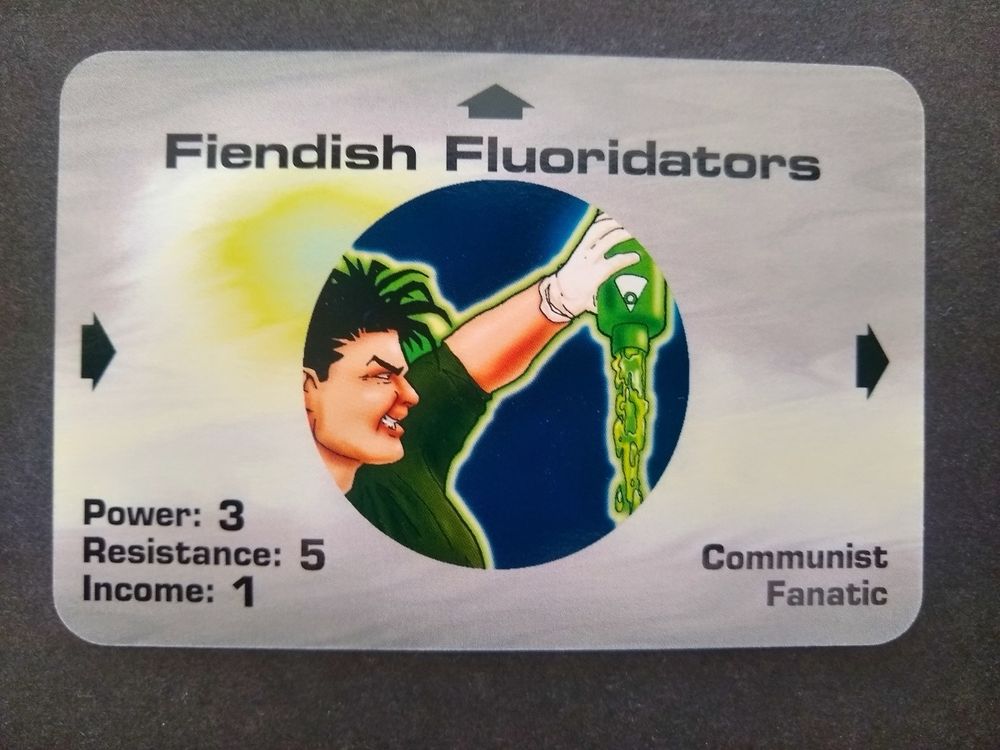 Fiendish Fluoridators
Power: 3
Resistance: 5
Income: 1
Communist
Fanatic